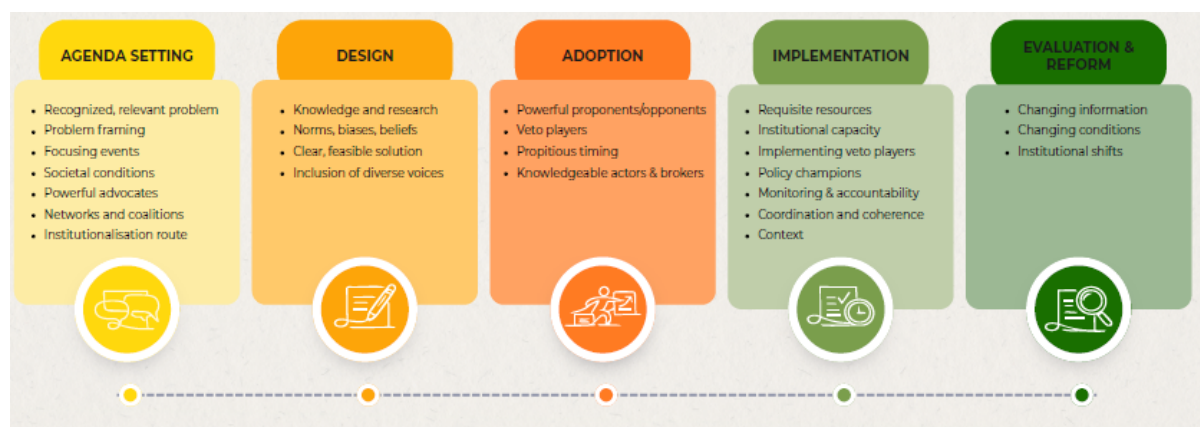 AGENDA SETTING
• Recognized, relevant problem
• Problem framing
• Focusing events
• Societal conditions
• Powerful advocates
• Networks and coalitions
• Institutionalisation route
DESIGN
• Knowledge and research
• Norms, biases, beliefs
• Clear, feasible solution
• Inclusion of diverse voices
ADOPTION
• Powerful proponents/opponents
• Veto players
• Propitious timing
• Knowledgeable actors & brokers
IMPLEMENTATION
• Requisite resources
• Institutional capacity
• Implementing veto players
• Policy champions
• Monitoring & accountability
• Coordination and coherence
• Context
EVALUATION &
REFORM
• Changing information
• Changing conditions
• Institutional shifts